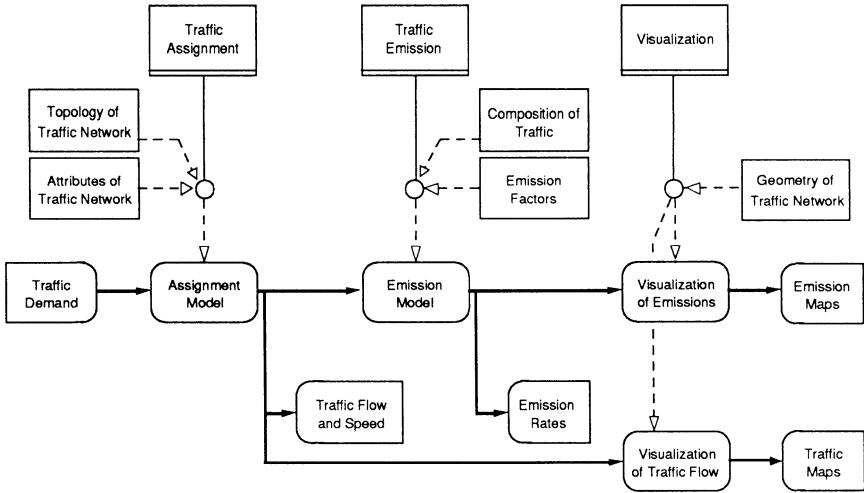 Traffic
Assignment
Traffic
Emission
Visualization
Topology of
Traffic Network
Composition of
Traffic
Attributes of
Traffic Network
Emission
Factors
Geometry of
Traffic Network
Traffic
Demand
Assignment
Model
Emission
Model
Visualization
of Emissions
Emission
Maps
Traffic Flow
and Speed
Emission
Rates
Visualization
of Traffic Flow
Traffic
Maps